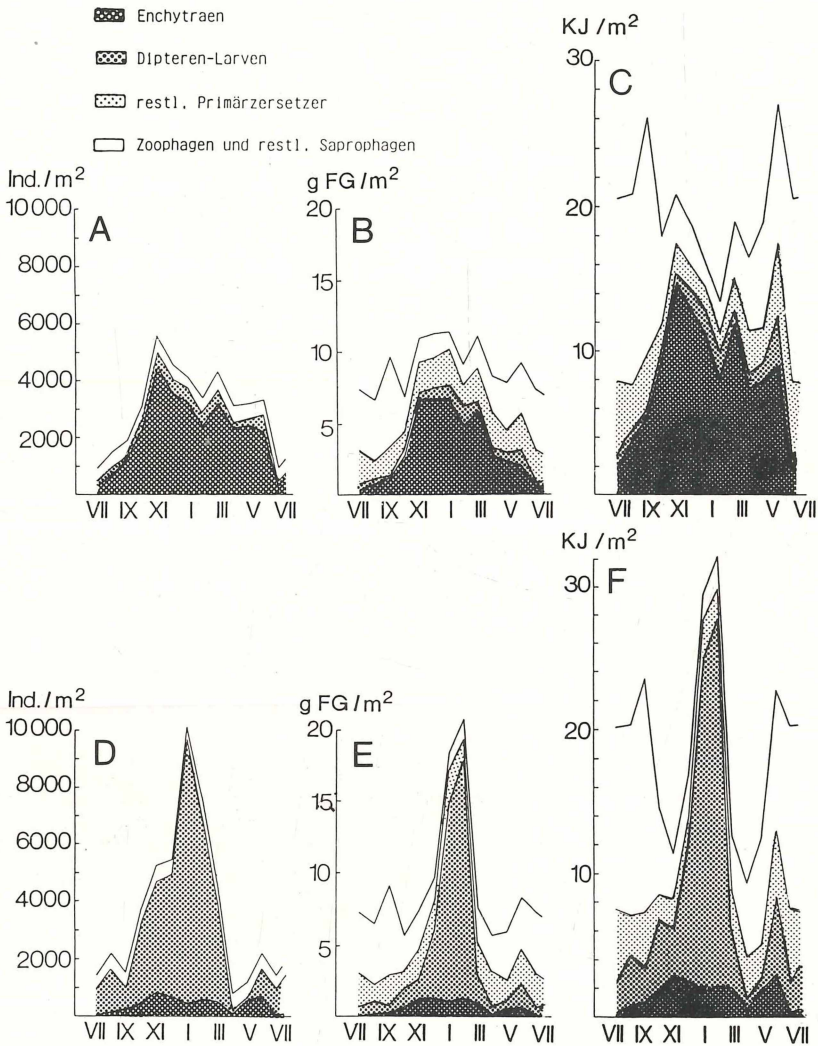 Enchytraen
Dipteren-Larven
restl. Primärzersetzer
Zoophagen und restl. Saprophagen
Ind./m²
10000
8000
6000
4000
2000
A
VII IX XI I III V VII
g FG/m²
20
15
10
5
B
VII iX XI I III V VII
KJ/m²
30
20
10
C
VII IX XI I III V VII
Ind./m²
10000
8000
6000
4000
2000
D
VII IX XI I III V VII
g FG/m²
20
15
10
5
E
VII IX XI I III V VII
KJ/m²
30
20
10
F
VII IX XI I III V VII